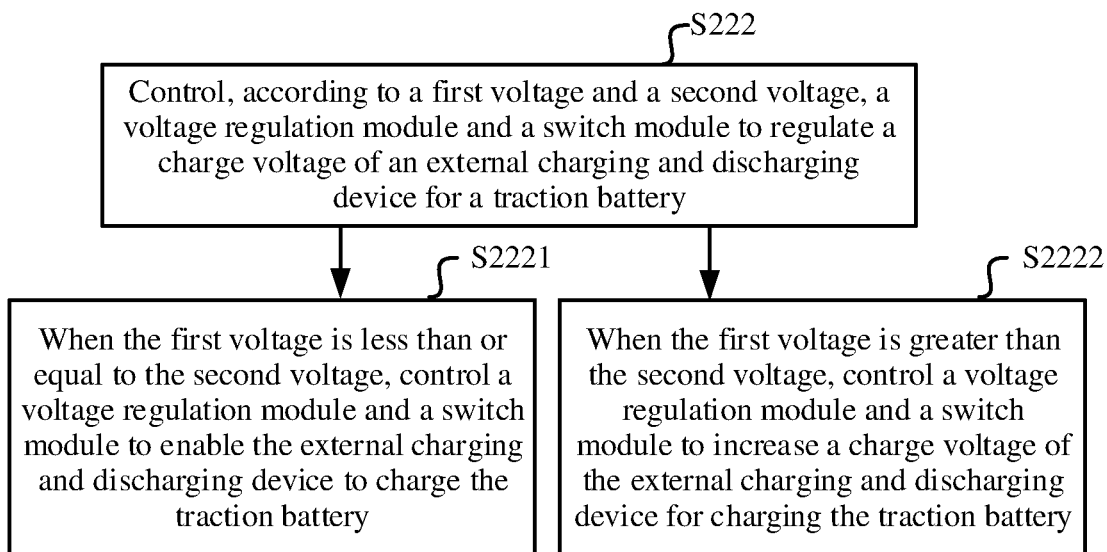 S222
Control, according to a first voltage and a second voltage, a
voltage regulation module and a switch module to regulate a
charge voltage of an external charging and discharging
device for a traction battery
S2221
When the first voltage is less than or
equal to the second voltage, control a
voltage regulation module and a switch
module to enable the external charging
and discharging device to charge the
traction battery
S2222
When the first voltage is greater than
the second voltage, control a voltage
regulation module and a switch
module to increase a charge voltage of
the external charging and discharging
device for charging the traction battery